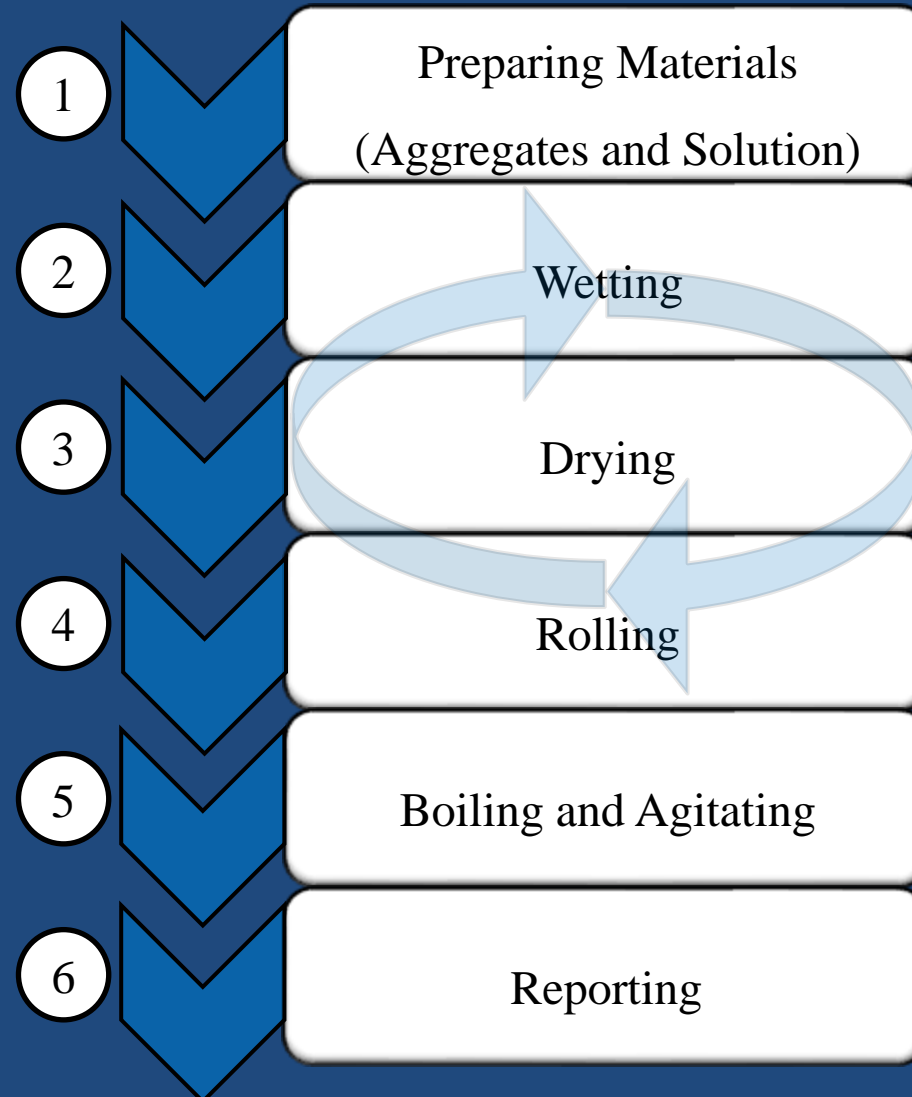 1
Preparing Materials
(Aggregates and Solution)
2
Wetting
3
Drying
4
Rolling
5
Boiling and Agitating
6
Reporting